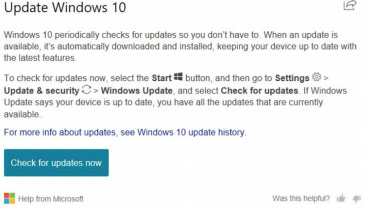 Update Windows 10
Windows 10 periodically checks for updates so you don't have to. When an update is
available, it's automatically downloaded and installed, keeping your device up to date with
the latest features.
To check for updates now, select the Start button, and then go to Settings >
Update & security > Windows Update, and select Check for updates. If Windows
Update says your device is up to date, you have all the updates that are currently
available.
For more info about updates, see Windows 10 update history.
Check for updates now
Help from Microsoft Was this helpful?